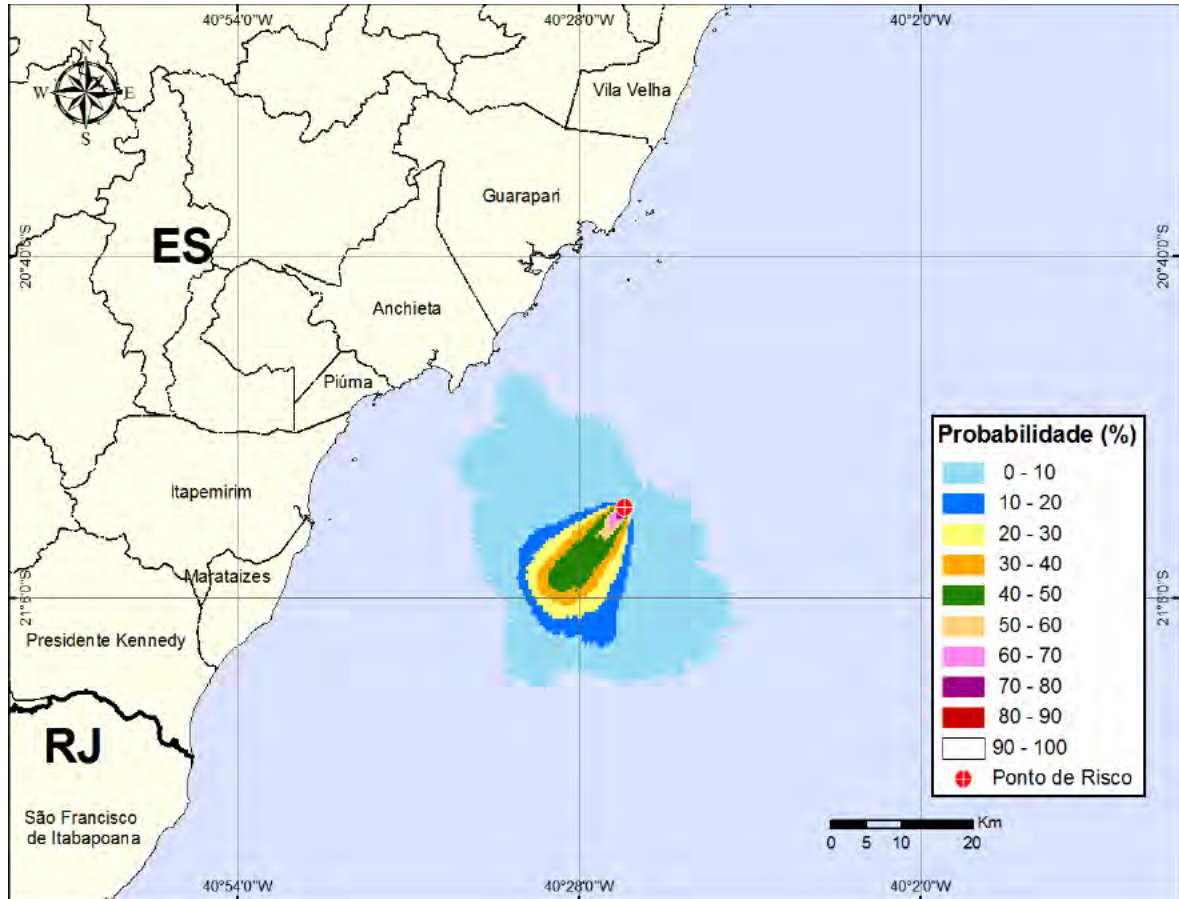 40°54'0"W
40°28'0"W
40°2'0"W
N
W
E
S
Vila Velha
Guarapari
ES
20°40'0"S
20°40'0"S
Anchieta
Piúma
Probabilidade (%)
0 - 10
Itapemirim
10 - 20
20 - 30
30 - 40
Marataizes
40 - 50
21°6'0"S
21°6'0"S
50 - 60
Presidente Kennedy
60 - 70
70 - 80
80 - 90
RJ
90 - 100
Ponto de Risco
São Francisco
de Itabapoana
Km
0 5 10 20
40°54'0"W
40°28'0"W
40°2'0"W